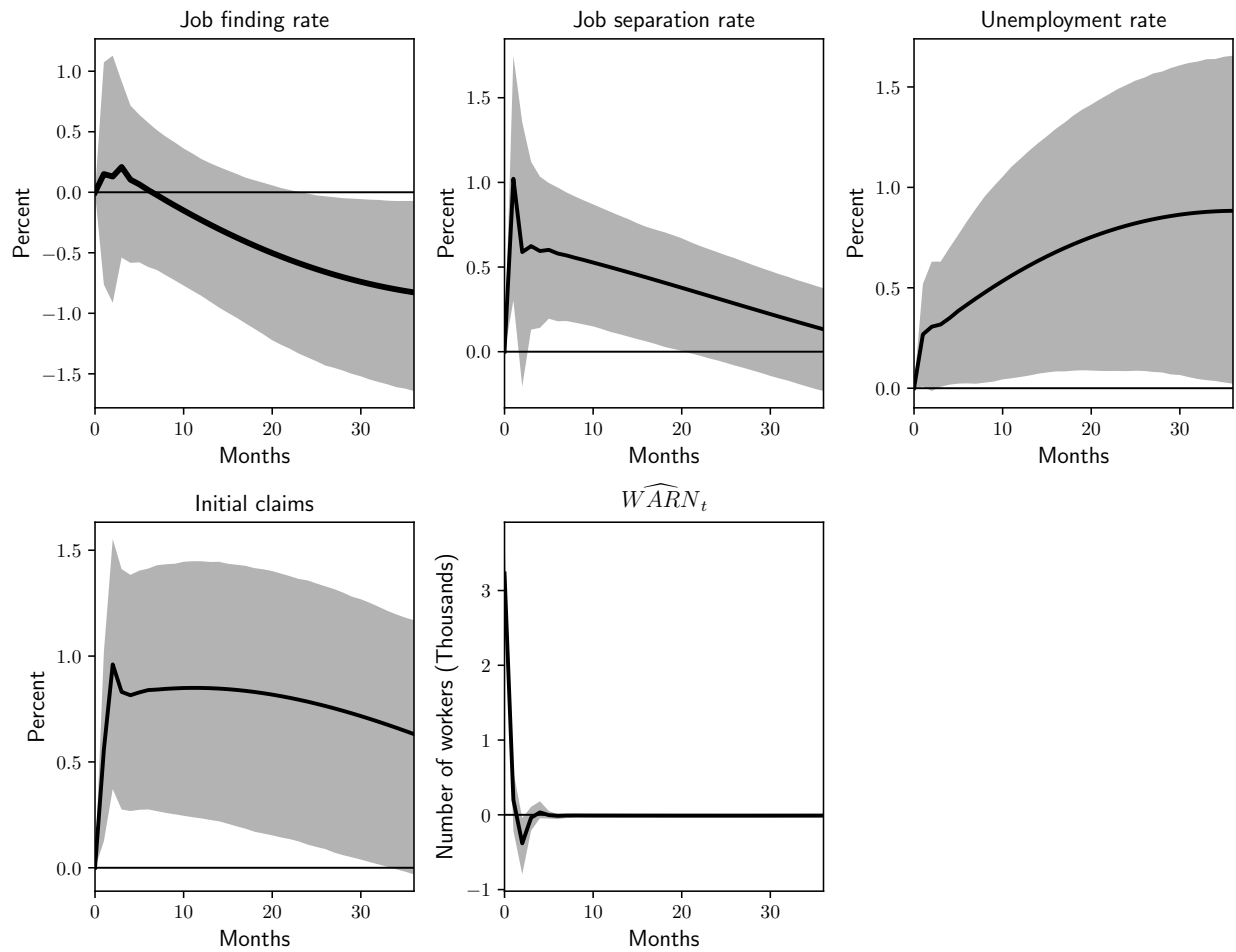 Job finding rate
Percent
1.0
0.5
0.0
−0.5
−1.0
−1.5
0 10 20 30
Months
Job separation rate
Percent
1.5
1.0
0.5
0.0
0 10 20 30
Months
Unemployment rate
Percent
1.5
1.0
0.5
0.0
0 10 20 30
Months
Initial claims
Percent
1.5
1.0
0.5
0.0
0 10 20 30
Months
$\widehat{WARN}_t$
Number of workers (Thousands)
3
2
1
0
−1
0 10 20 30
Months